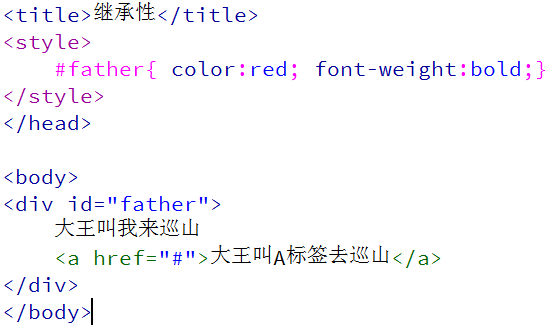 <title>继承性</title>
<style>
#father{ color:red; font-weight:bold;}
</style>
</head>
<body>
<div id="father">
大王叫我来巡山
<a href="#">大王叫A标签去巡山</a>
</div>
</body>